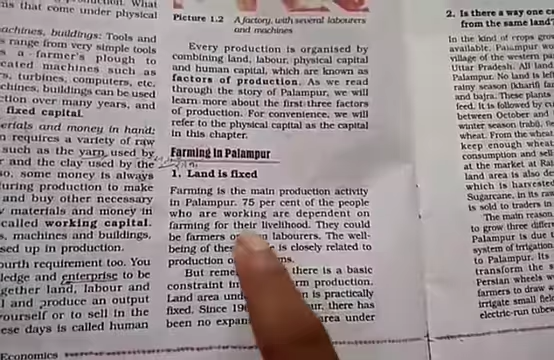 ns that come under physical
achines, buildings: Tools and
s range from very simple tools
a farmer's plough to
cated machines such as
s, turbines, computers, etc.
chines, buildings can be used
ction over many years, and
fixed capital.
erials and money in hand:
n requires a variety of raw
such as the yarn used by
r and the clay used by the
so, some money is always
uring production to make
and buy other necessary
w materials and money in
called working capital.
s, machines and buildings,
sed up in production.
ourth requirement too. You
ledge and enterprise to be
gether land, labour and
l and produce an output
yourself or to sell in the
ese days is called human
Economics
Picture 1.2 A factory, with several labourers
and machines
Every production is organised by
combining land, labour, physical capital
and human capital, which are known as
factors of production. As we read
through the story of Palampur, we will
learn more about the first three factors
of production. For convenience, we will
refer to the physical capital as the capital
in this chapter.
Farming in Palampur
1. Land is fixed
Farming is the main production activity
in Palampur. 75 per cent of the people
who are working are dependent on
farming for their livelihood. They could
be farmers o labourers. The well-
being of thes is closely related to
production o ms.
But reme there is a basic
constraint in rm production.
Land area und n is practically
fixed. Since 19 ur, there has
been no expan area under
2. Is there a way one ca
from the same land?
In the kind of crops grow
available, Palampur wo
village of the western pa
Uttar Pradesh. All land
Palampur. No land is lef
rainy season (kharif) far
and bajra. These plants
feed. It is followed by c
between October and
winter season (rabi), fie
wheat. From the wheat
keep enough wheat
consumption and sell
at the market at Rai
land area is also de
which is harvested
Sugarcane, in its raw
is sold to traders in
The main reason
to grow three differ
Palampur is due t
system of irrigation
to Palampur. Its
transform the s
Persian wheels w
farmers to draw w
irrigate small fiel
electric-run tubew